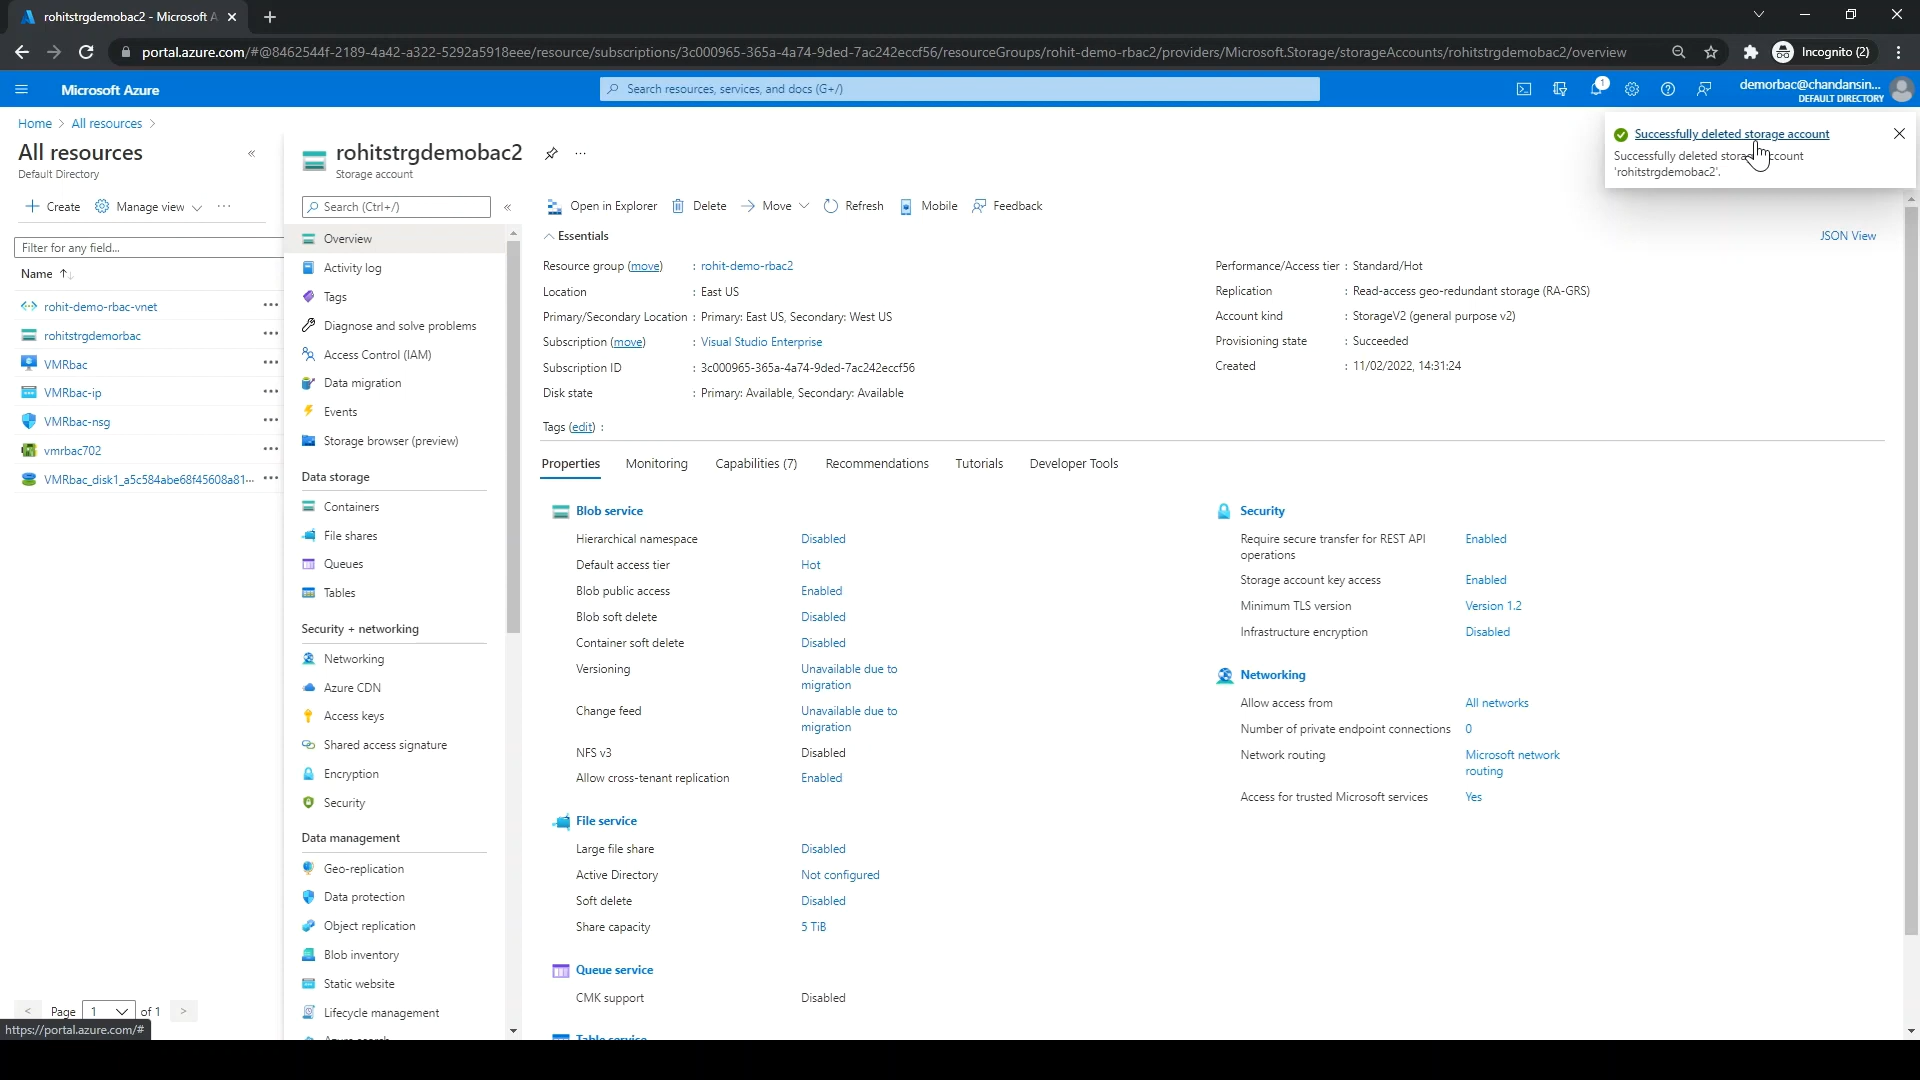 rohitstrgdemobac2 - Microsoft A
portal.azure.com/#@8462544f-2189-4a42-a322-5292a5918eee/resource/subscriptions/3c000965-365a-4a74-9ded-7ac242eccf56/resourceGroups/rohit-demo-rbac2/providers/Microsoft.Storage/storageAccounts/rohitstrgdemobac2/overview
Incognito (2)
Microsoft Azure
Search resources, services, and docs (G+/)
1
demorbac@chandansin...
DEFAULT DIRECTORY
Home > All resources >
Successfully deleted storage account
Successfully deleted storage account
'rohitstrgdemobac2'.
All resources
Default Directory
Create
Manage view
Filter for any field...
Name
rohit-demo-rbac-vnet
rohitstrgdemorbac
VMRbac
VMRbac-ip
VMRbac-nsg
vmrbac702
VMRbac_disk1_a5c584abe68f45608a81...
Page 1 of 1
https://portal.azure.com/#
rohitstrgdemobac2
Storage account
Search (Ctrl+/)
Overview
Activity log
Tags
Diagnose and solve problems
Access Control (IAM)
Data migration
Events
Storage browser (preview)
Data storage
Containers
File shares
Queues
Tables
Security + networking
Networking
Azure CDN
Access keys
Shared access signature
Encryption
Security
Data management
Geo-replication
Data protection
Object replication
Blob inventory
Static website
Lifecycle management
Open in Explorer
Delete
Move
Refresh
Mobile
Feedback
Essentials
JSON View
Resource group (move) : rohit-demo-rbac2
Location : East US
Primary/Secondary Location : Primary: East US, Secondary: West US
Subscription (move) : Visual Studio Enterprise
Subscription ID : 3c000965-365a-4a74-9ded-7ac242eccf56
Disk state : Primary: Available, Secondary: Available
Tags (edit) :
Performance/Access tier : Standard/Hot
Replication : Read-access geo-redundant storage (RA-GRS)
Account kind : StorageV2 (general purpose v2)
Provisioning state : Succeeded
Created : 11/02/2022, 14:31:24
Properties
Monitoring
Capabilities (7)
Recommendations
Tutorials
Developer Tools
Blob service
Hierarchical namespace Disabled
Default access tier Hot
Blob public access Enabled
Blob soft delete Disabled
Container soft delete Disabled
Versioning Unavailable due to
migration
Change feed Unavailable due to
migration
NFS v3 Disabled
Allow cross-tenant replication Enabled
File service
Large file share Disabled
Active Directory Not configured
Soft delete Disabled
Share capacity 5 TiB
Queue service
CMK support Disabled
Table service
Security
Require secure transfer for REST API Enabled
operations
Storage account key access Enabled
Minimum TLS version Version 1.2
Infrastructure encryption Disabled
Networking
Allow access from All networks
Number of private endpoint connections 0
Network routing Microsoft network
routing
Access for trusted Microsoft services Yes